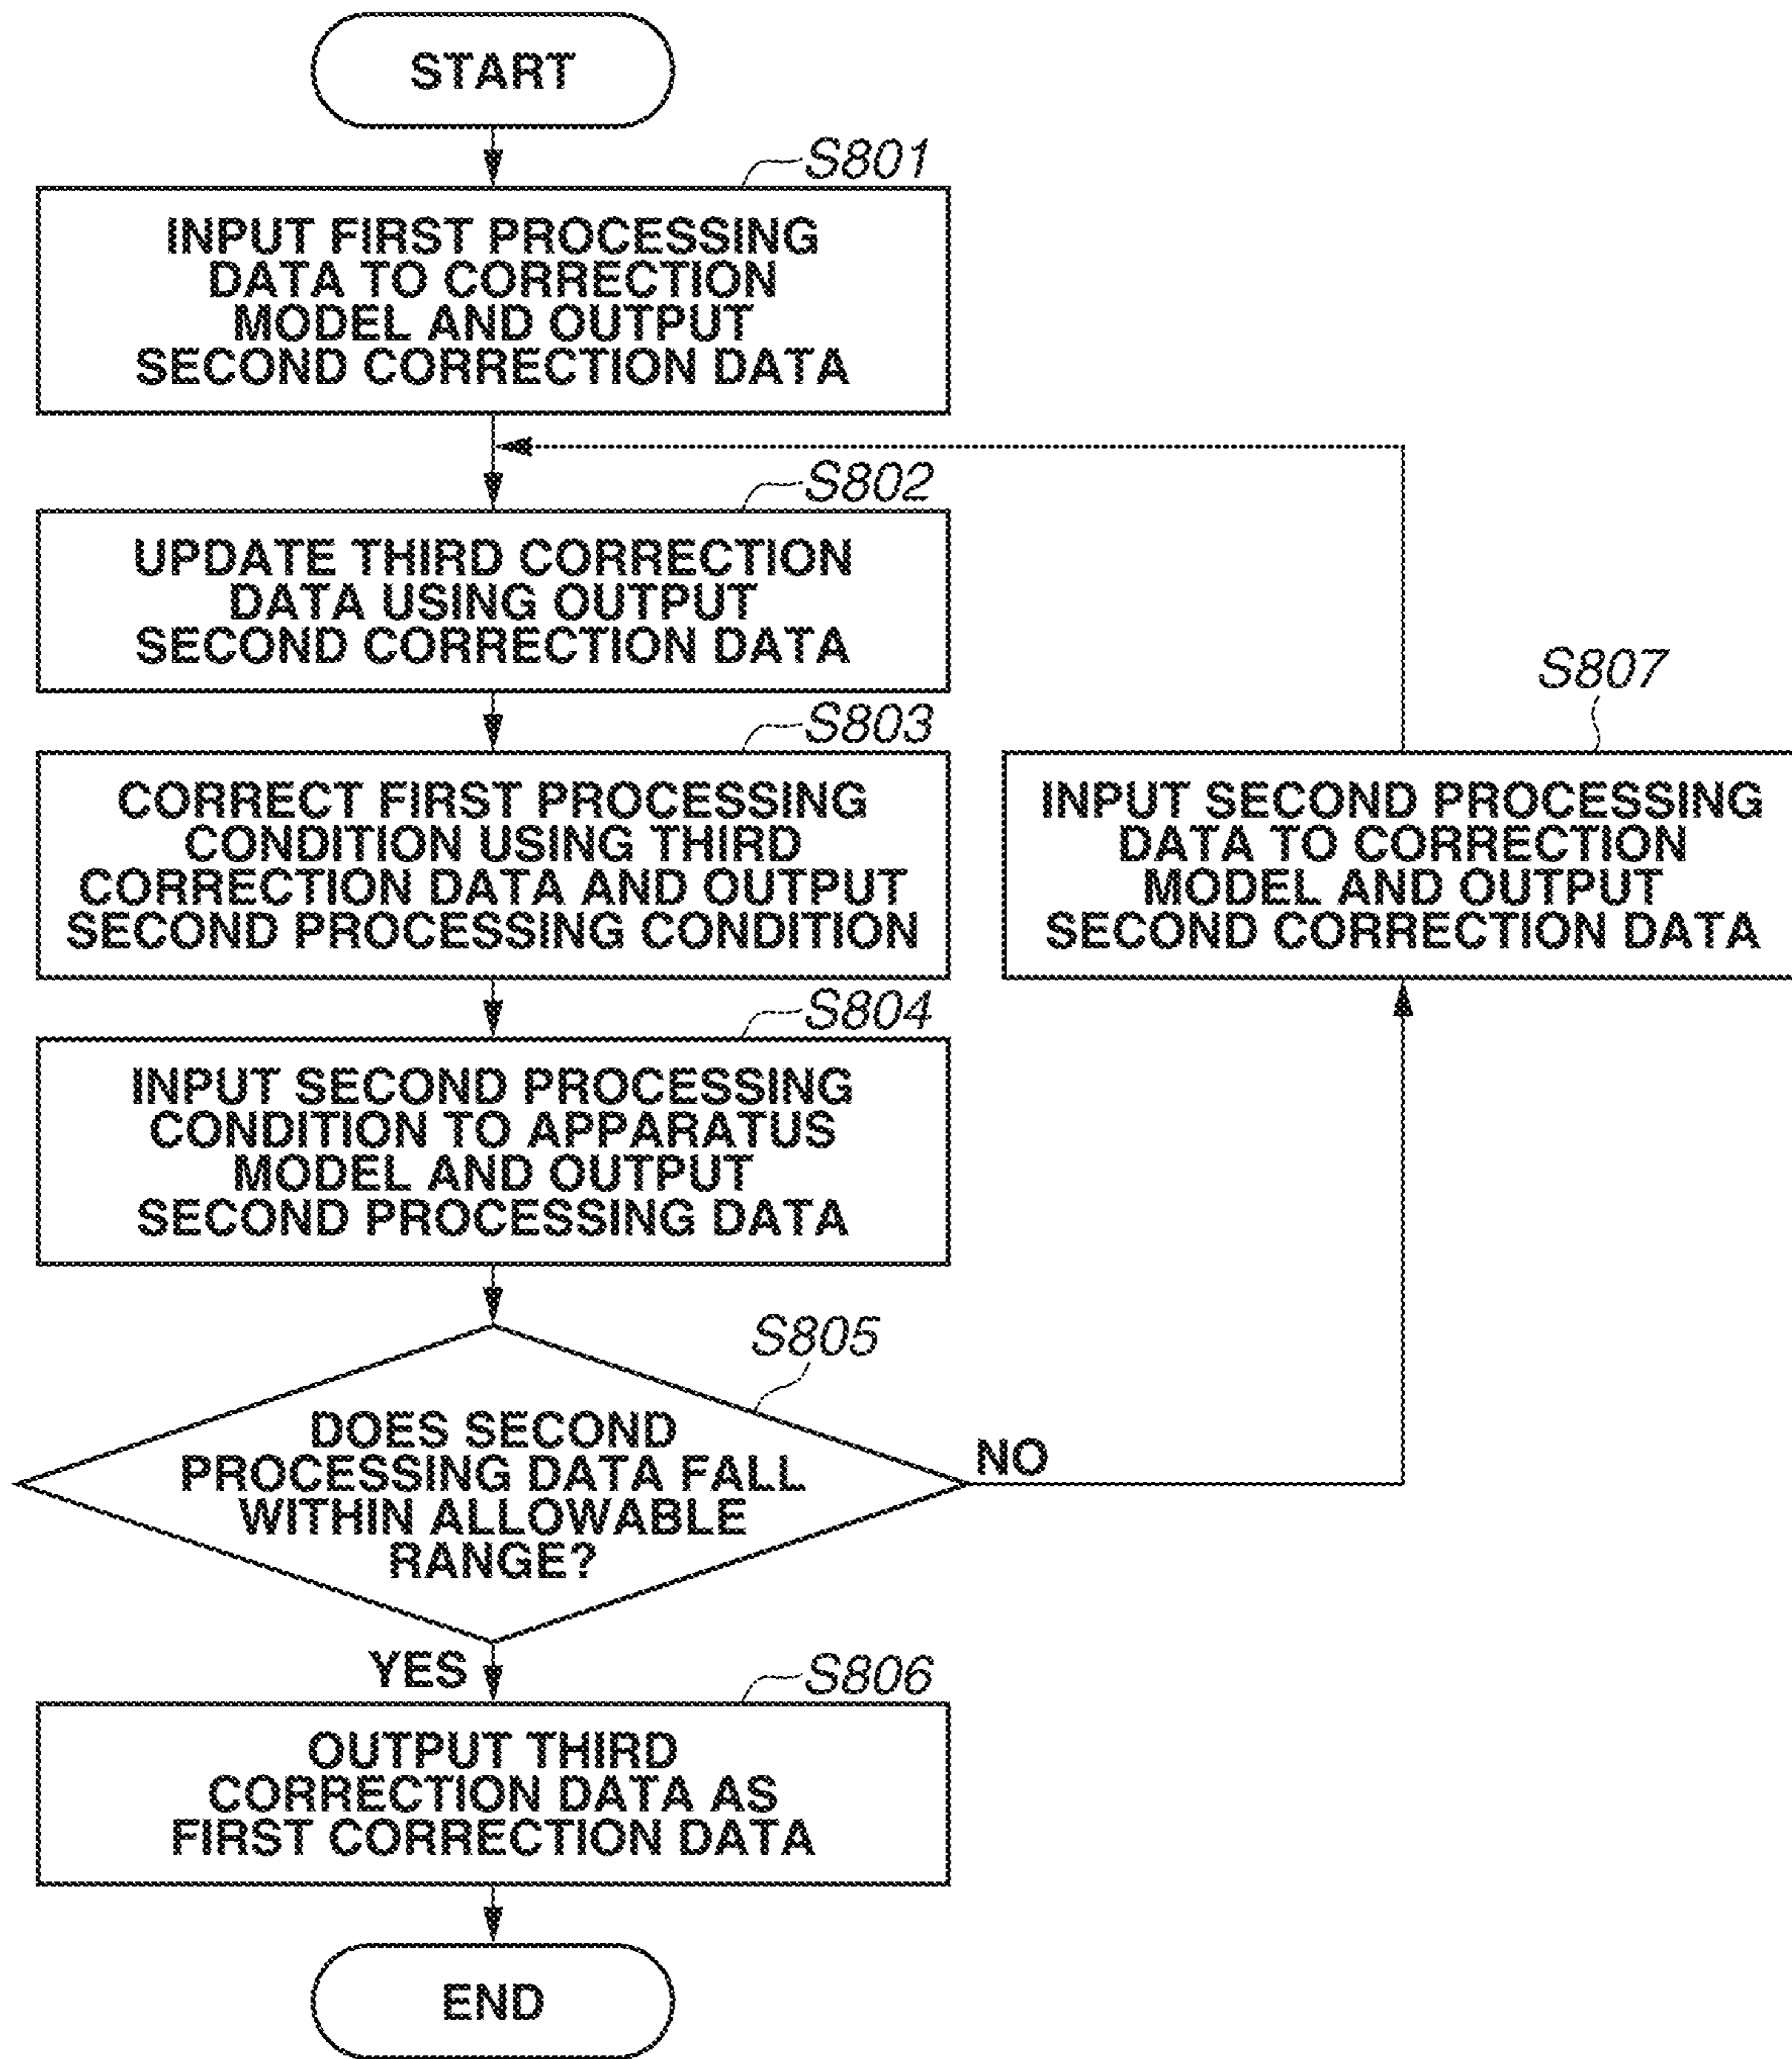 START
S801
INPUT FIRST PROCESSING
DATA TO CORRECTION
MODEL AND OUTPUT
SECOND CORRECTION DATA
S802
UPDATE THIRD CORRECTION
DATA USING OUTPUT
SECOND CORRECTION DATA
S803
CORRECT FIRST PROCESSING
CONDITION USING THIRD
CORRECTION DATA AND OUTPUT
SECOND PROCESSING CONDITION
S807
INPUT SECOND PROCESSING
DATA TO CORRECTION
MODEL AND OUTPUT
SECOND CORRECTION DATA
S804
INPUT SECOND PROCESSING
CONDITION TO APPARATUS
MODEL AND OUTPUT
SECOND PROCESSING DATA
S805
DOES SECOND
PROCESSING DATA FALL
WITHIN ALLOWABLE
RANGE?
NO
YES
S806
OUTPUT THIRD
CORRECTION DATA AS
FIRST CORRECTION DATA
END